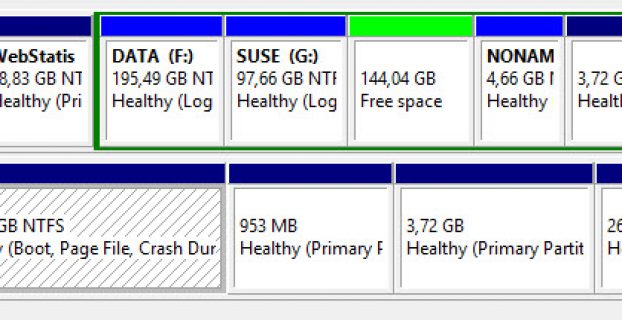 WebStatis
8,83 GB NT
ealthy (Pri
DATA (F:)
195,49 GB NT
Healthy (Log
SUSE (G:)
97,66 GB NTF
Healthy (Log
144,04 GB
Free space
NONAM
4,66 GB
Healthy
3,72 G
Healt
GB NTFS
(Boot, Page File, Crash Dur
953 MB
Healthy (Primary
3,72 GB
Healthy (Primary Partit
26
H